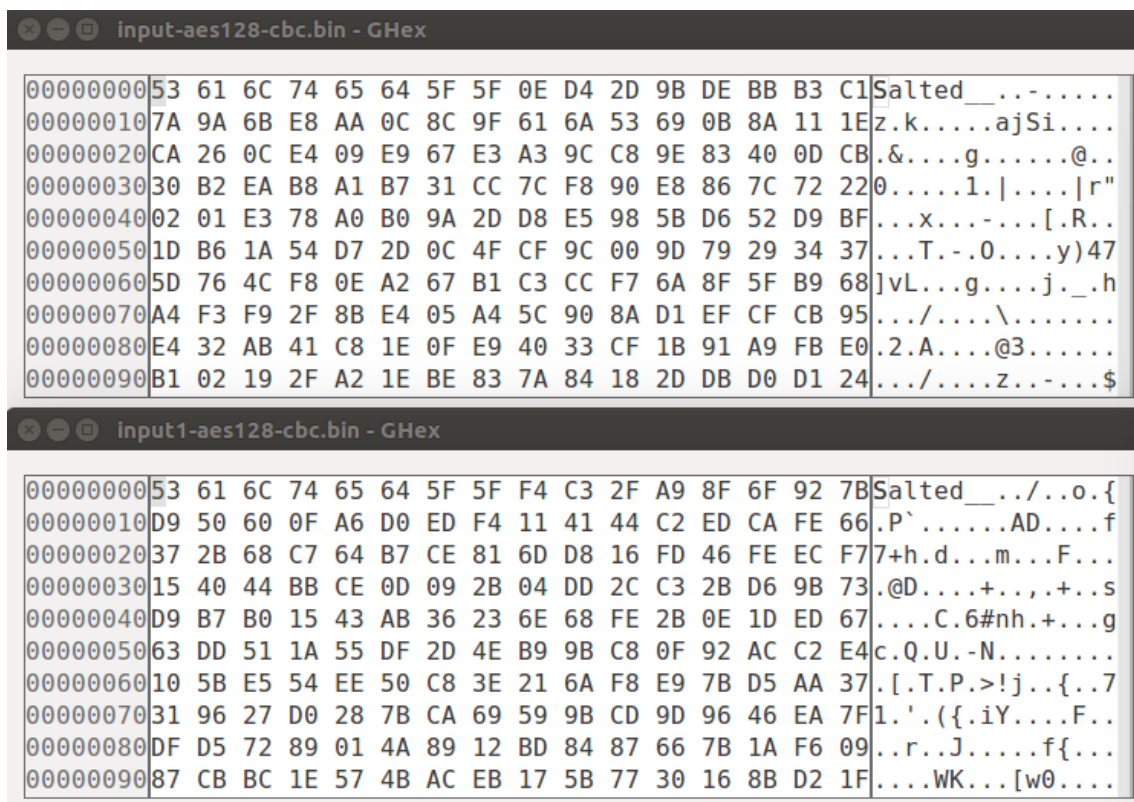 input-aes128-cbc.bin - GHex
00000000 53 61 6C 74 65 64 5F 5F 0E D4 2D 9B DE BB B3 C1 Salted__..-.....
00000010 7A 9A 6B E8 AA 0C 8C 9F 61 6A 53 69 0B 8A 11 1E z.k.....ajSi....
00000020 CA 26 0C E4 09 E9 67 E3 A3 9C C8 9E 83 40 0D CB .&....g......@..
00000030 30 B2 EA B8 A1 B7 31 CC 7C F8 90 E8 86 7C 72 22 0.....1.|....|r"
00000040 02 01 E3 78 A0 B0 9A 2D D8 E5 98 5B D6 52 D9 BF ...x...-...[.R..
00000050 1D B6 1A 54 D7 2D 0C 4F CF 9C 00 9D 79 29 34 37 ...T.-.O....y)47
00000060 5D 76 4C F8 0E A2 67 B1 C3 CC F7 6A 8F 5F B9 68 ]vL...g....j._.h
00000070 A4 F3 F9 2F 8B E4 05 A4 5C 90 8A D1 EF CF CB 95 .../....\.......
00000080 E4 32 AB 41 C8 1E 0F E9 40 33 CF 1B 91 A9 FB E0 .2.A....@3......
00000090 B1 02 19 2F A2 1E BE 83 7A 84 18 2D DB D0 D1 24 .../....z..-...$
input1-aes128-cbc.bin - GHex
00000000 53 61 6C 74 65 64 5F 5F F4 C3 2F A9 8F 6F 92 7B Salted__../..o.{
00000010 D9 50 60 0F A6 D0 ED F4 11 41 44 C2 ED CA FE 66 .P`......AD....f
00000020 37 2B 68 C7 64 B7 CE 81 6D D8 16 FD 46 FE EC F7 7+h.d...m...F...
00000030 15 40 44 BB CE 0D 09 2B 04 DD 2C C3 2B D6 9B 73 .@D....+..,.+..s
00000040 D9 B7 B0 15 43 AB 36 23 6E 68 FE 2B 0E 1D ED 67 ....C.6#nh.+...g
00000050 63 DD 51 1A 55 DF 2D 4E B9 9B C8 0F 92 AC C2 E4 c.Q.U.-N........
00000060 10 5B E5 54 EE 50 C8 3E 21 6A F8 E9 7B D5 AA 37 .[.T.P.>!j..{..7
00000070 31 96 27 D0 28 7B CA 69 59 9B CD 9D 96 46 EA 7F 1.'.({.iY....F..
00000080 DF D5 72 89 01 4A 89 12 BD 84 87 66 7B 1A F6 09 ..r..J.....f{...
00000090 87 CB BC 1E 57 4B AC EB 17 5B 77 30 16 8B D2 1F ....WK...[w0....